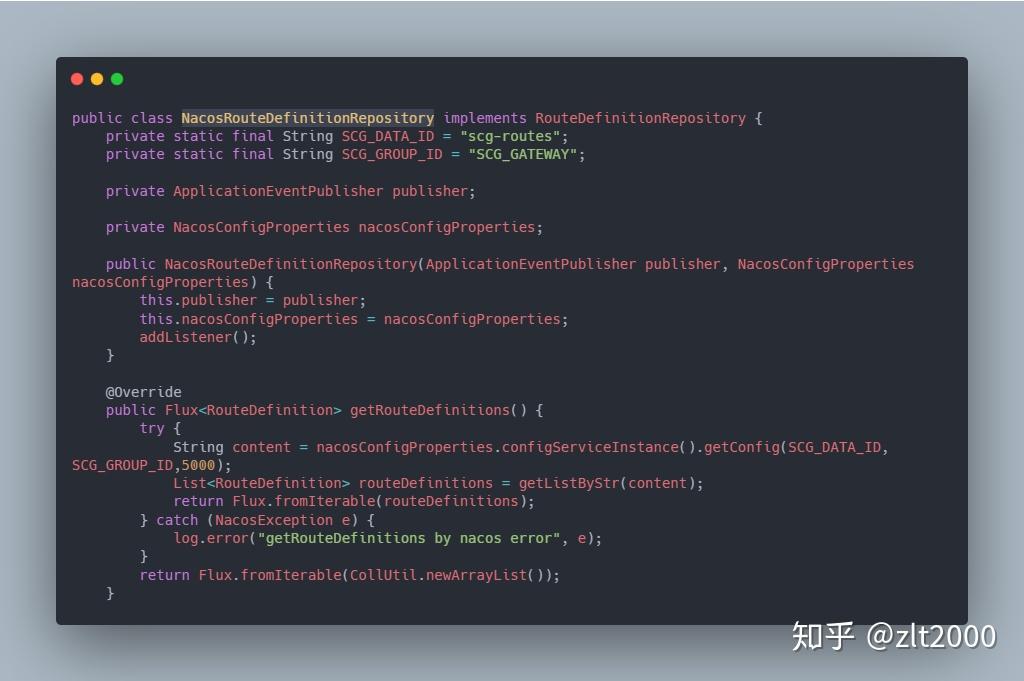 public class NacosRouteDefinitionRepository implements RouteDefinitionRepository {
    private static final String SCG_DATA_ID = "scg-routes";
    private static final String SCG_GROUP_ID = "SCG_GATEWAY";

    private ApplicationEventPublisher publisher;

    private NacosConfigProperties nacosConfigProperties;

    public NacosRouteDefinitionRepository(ApplicationEventPublisher publisher, NacosConfigProperties
nacosConfigProperties) {
        this.publisher = publisher;
        this.nacosConfigProperties = nacosConfigProperties;
        addListener();
    }

    @Override
    public Flux<RouteDefinition> getRouteDefinitions() {
        try {
            String content = nacosConfigProperties.configServiceInstance().getConfig(SCG_DATA_ID,
SCG_GROUP_ID,5000);
            List<RouteDefinition> routeDefinitions = getListByStr(content);
            return Flux.fromIterable(routeDefinitions);
        } catch (NacosException e) {
            log.error("getRouteDefinitions by nacos error", e);
        }
        return Flux.fromIterable(CollUtil.newArrayList());
    }
知乎 @zlt2000